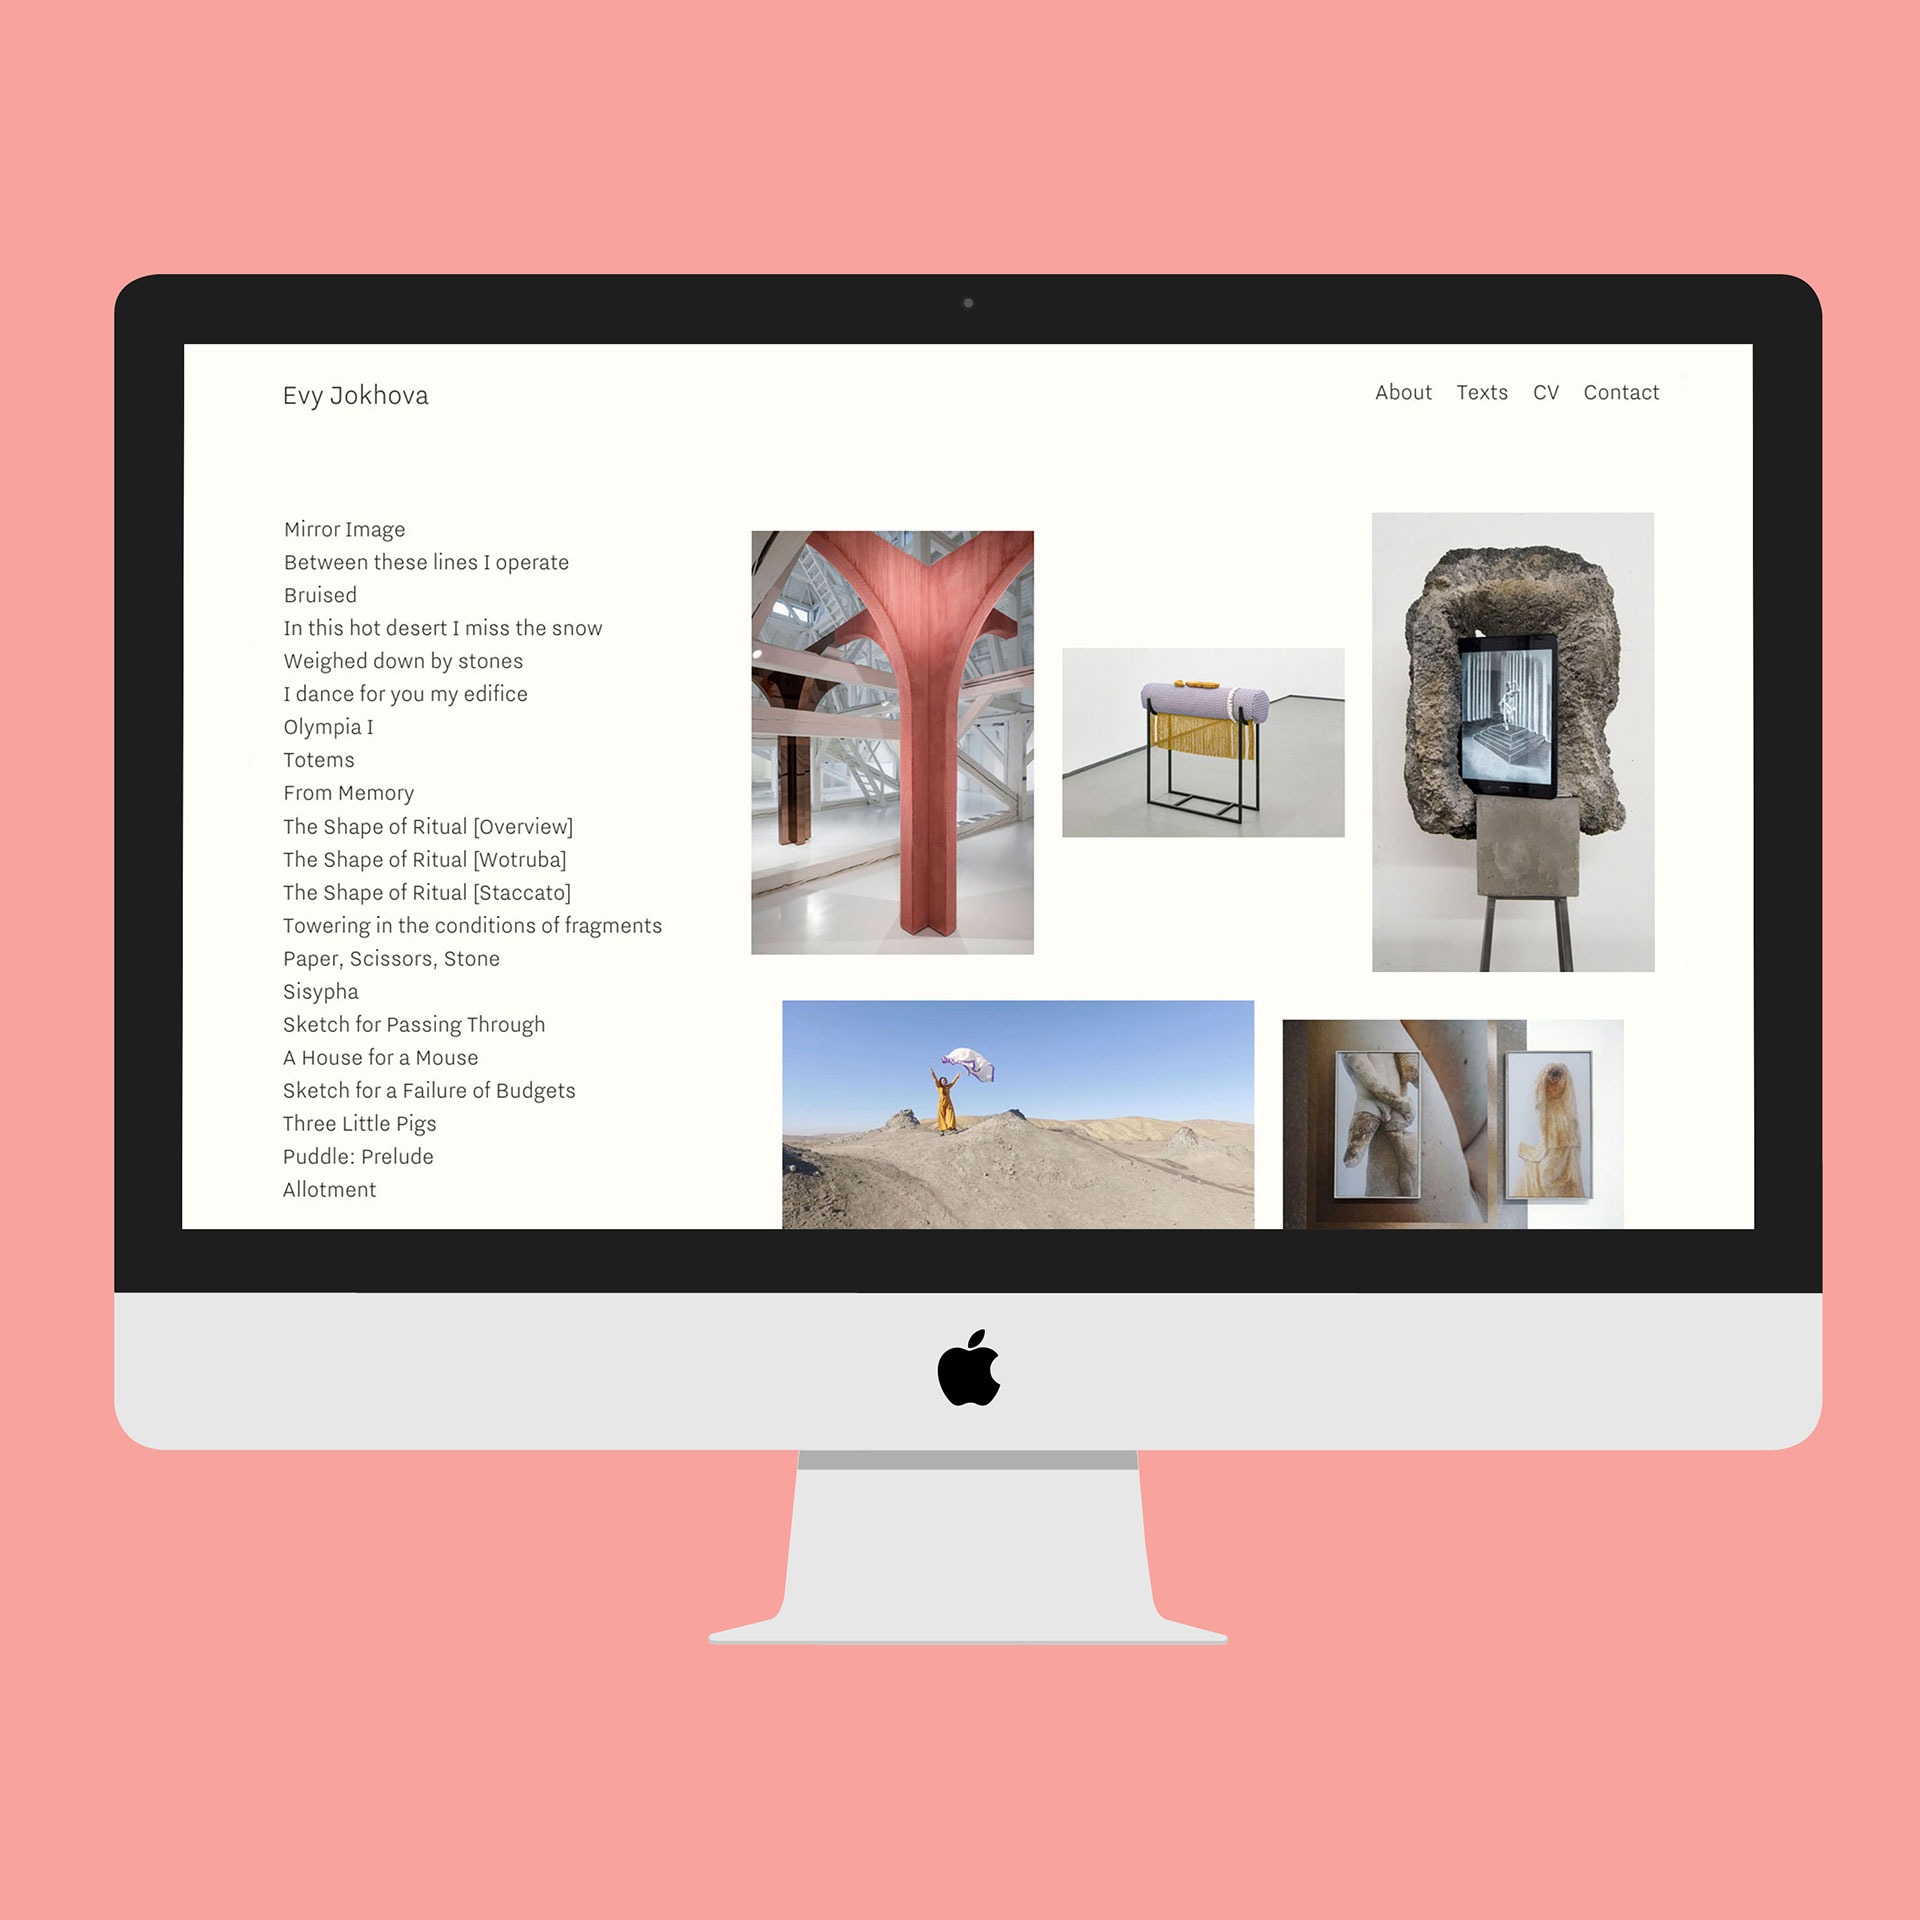 Evy Jokhova
About Texts CV Contact
Mirror Image
Between these lines I operate
Bruised
In this hot desert I miss the snow
Weighed down by stones
I dance for you my edifice
Olympia I
Totems
From Memory
The Shape of Ritual [Overview]
The Shape of Ritual [Wotruba]
The Shape of Ritual [Staccato]
Towering in the conditions of fragments
Paper, Scissors, Stone
Sisypha
Sketch for Passing Through
A House for a Mouse
Sketch for a Failure of Budgets
Three Little Pigs
Puddle: Prelude
Allotment